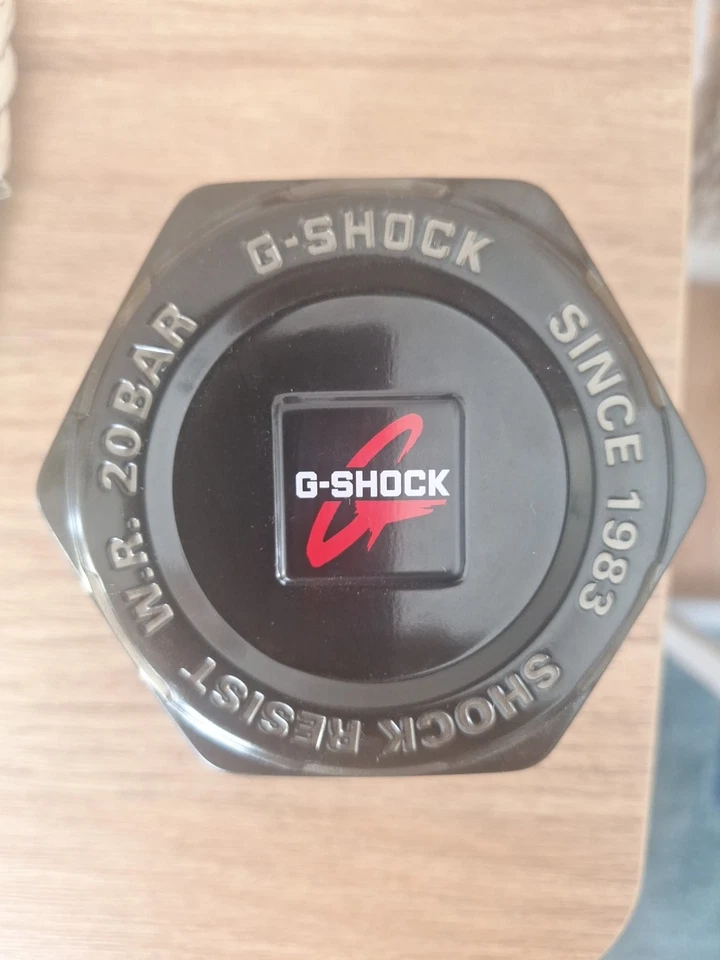 G-SHOCK
SINCE 1983
SHOCK RESIST
W.R. 20BAR
G-SHOCK